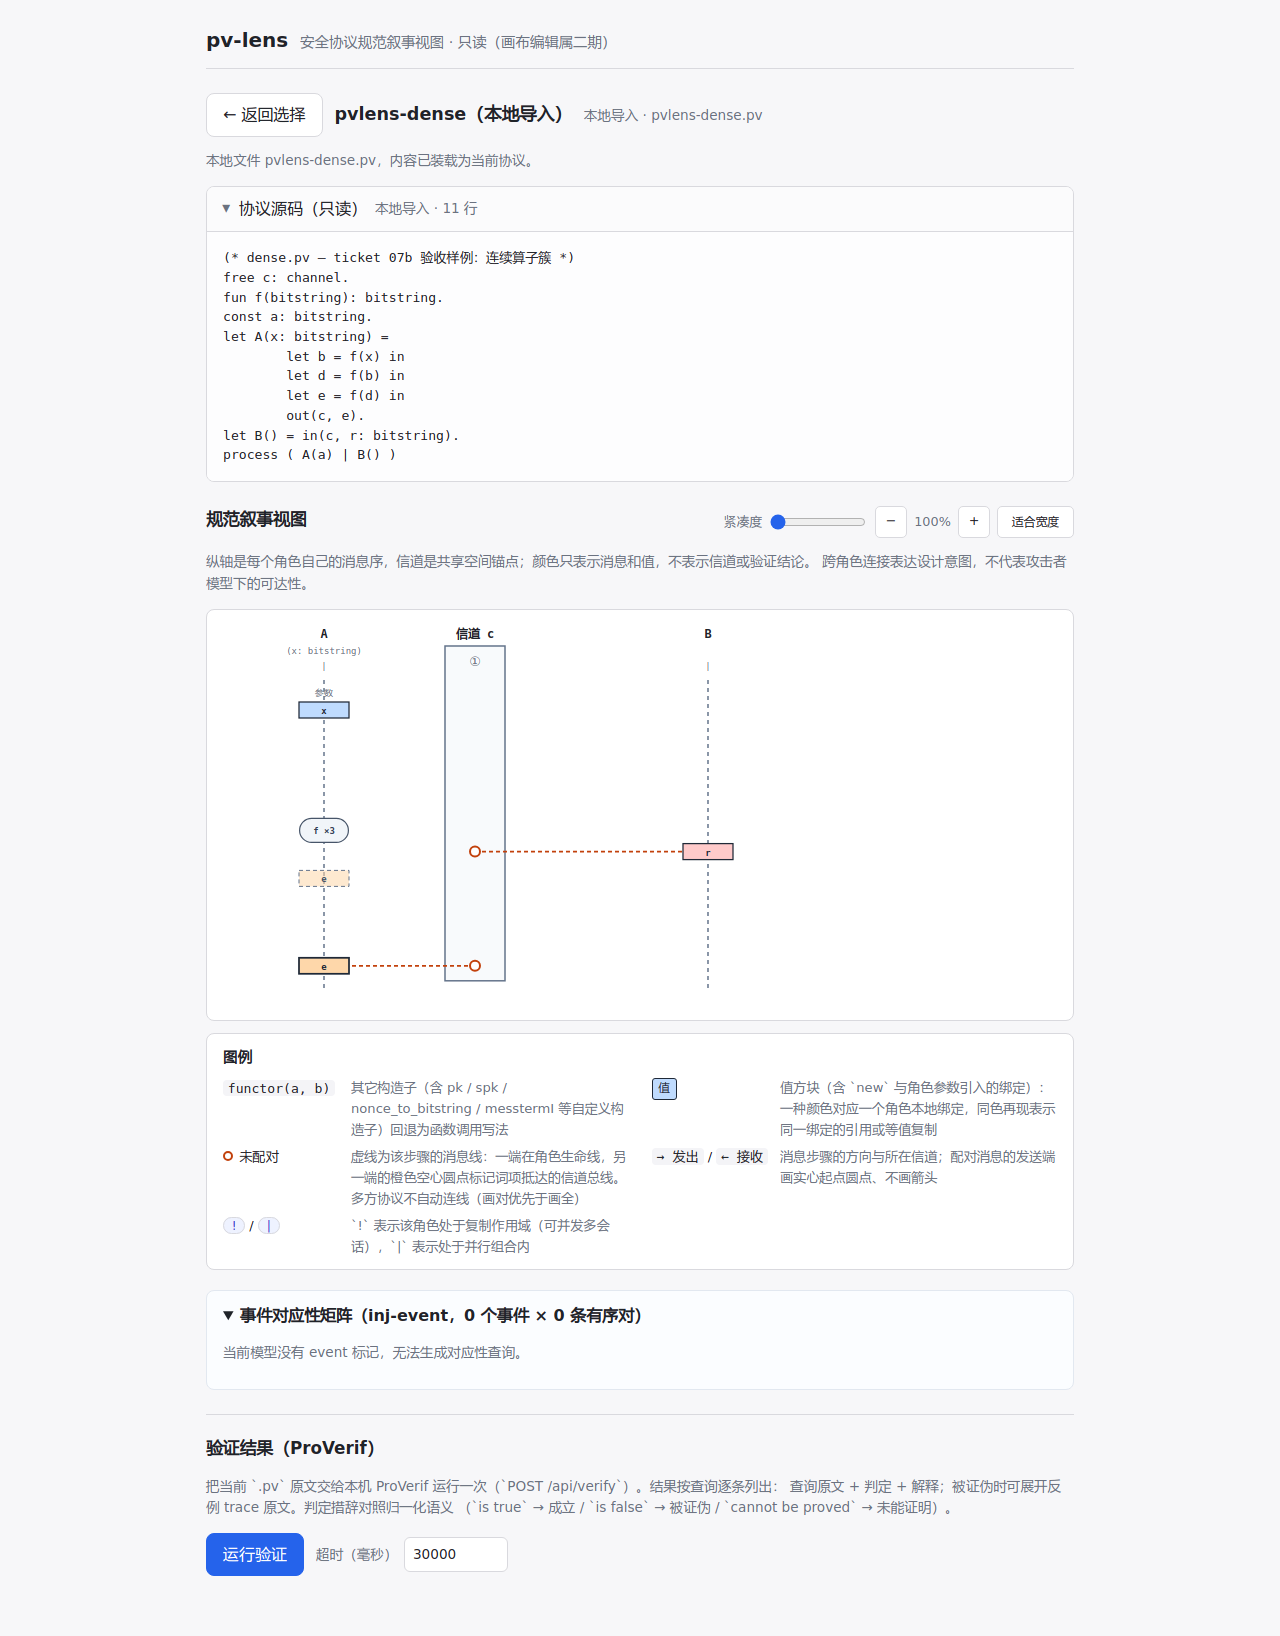 pv-lens 安全协议规范叙事视图 · 只读（画布编辑属二期）
← 返回选择 pvlens-dense（本地导入） 本地导入 · pvlens-dense.pv
本地文件 pvlens-dense.pv，内容已装载为当前协议。
▼ 协议源码（只读） 本地导入 · 11 行
(* dense.pv — ticket 07b 验收样例：连续算子簇 *)
free c: channel.
fun f(bitstring): bitstring.
const a: bitstring.
let A(x: bitstring) =
let b = f(x) in
let d = f(b) in
let e = f(d) in
out(c, e).
let B() = in(c, r: bitstring).
process ( A(a) | B() )
规范叙事视图 紧凑度 − 100% + 适合宽度
纵轴是每个角色自己的消息序，信道是共享空间锚点；颜色只表示消息和值，不表示信道或验证结论。 跨角色连接表达设计意图，不代表攻击者
模型下的可达性。
A 信道 c B
(x: bitstring)
| ① |
参数
x
f ×3
r
e
e
图例
functor(a, b) 其它构造子（含 pk / spk /
nonce_to_bitstring / messtermI 等自定义构
造子）回退为函数调用写法
值 值方块（含 `new` 与角色参数引入的绑定）：
一种颜色对应一个角色本地绑定，同色再现表示
同一绑定的引用或等值复制
未配对 虚线为该步骤的消息线：一端在角色生命线，另
一端的橙色空心圆点标记词项抵达的信道总线。
多方协议不自动连线（画对优先于画全）
→ 发出 / ← 接收 消息步骤的方向与所在信道；配对消息的发送端
画实心起点圆点、不画箭头
! / | `!` 表示该角色处于复制作用域（可并发多会
话），`|` 表示处于并行组合内
▼ 事件对应性矩阵（inj-event，0 个事件 × 0 条有序对）
当前模型没有 event 标记，无法生成对应性查询。
验证结果（ProVerif）
把当前 `.pv` 原文交给本机 ProVerif 运行一次（`POST /api/verify`）。结果按查询逐条列出： 查询原文 + 判定 + 解释；被证伪时可展开反
例 trace 原文。判定措辞对照归一化语义 （`is true` → 成立 / `is false` → 被证伪 / `cannot be proved` → 未能证明）。
运行验证 超时（毫秒） 30000